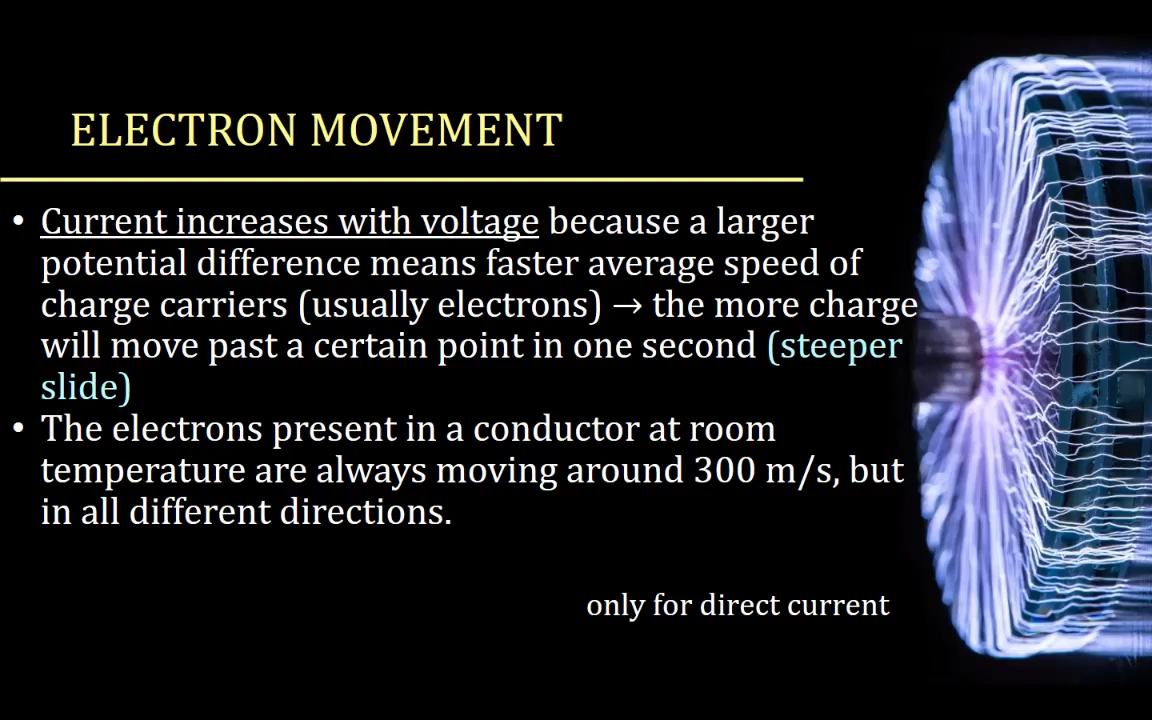 ELECTRON MOVEMENT
• Current increases with voltage because a larger
potential difference means faster average speed of
charge carriers (usually electrons) → the more charge
will move past a certain point in one second (steeper
slide)
• The electrons present in a conductor at room
temperature are always moving around 300 m/s, but
in all different directions.
only for direct current